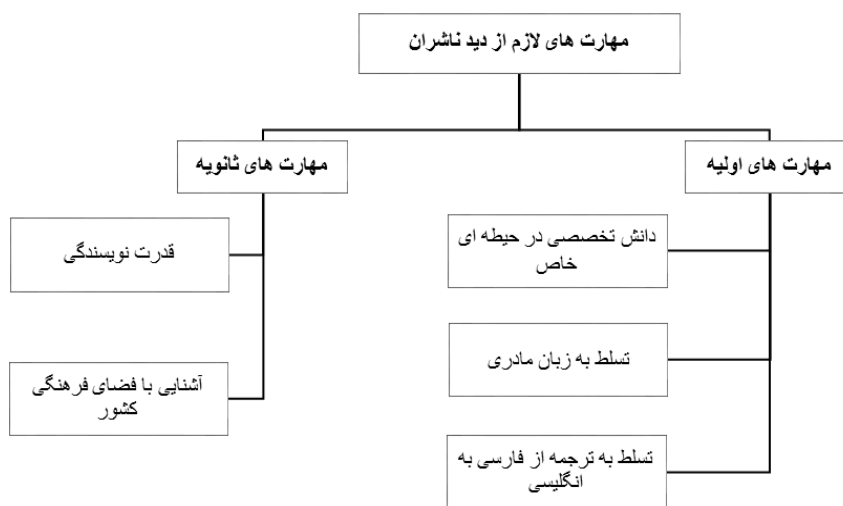 مهارت های لازم از دید ناشران
مهارت های اولیه
دانش تخصصی در حیطه ای
خاص
تسلط به زبان مادری
تسلط به ترجمه از فارسی به
انگلیسی
مهارت های ثانویه
قدرت نویسندگی
آشنایی با فضای فرهنگی
کشور